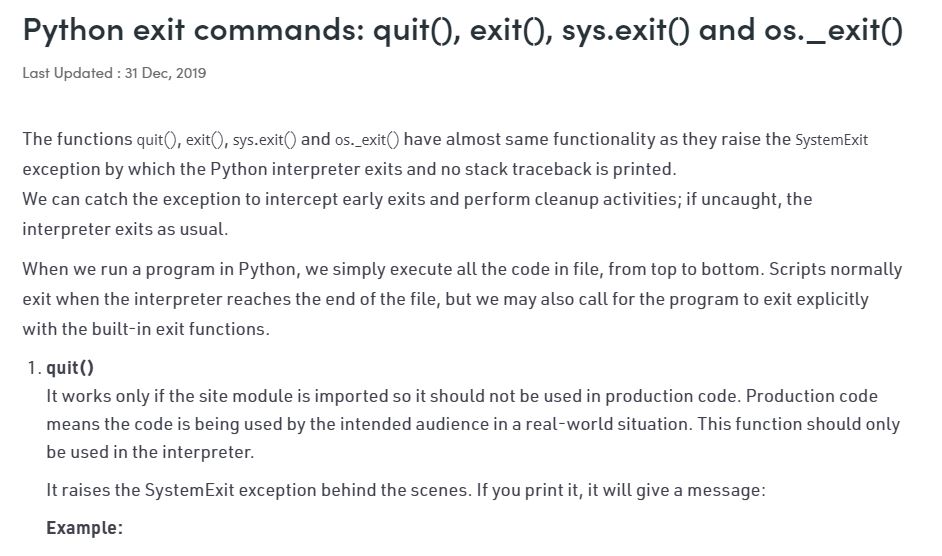 Python exit commands: quit(), exit(), sys.exit() and os._exit()
Last Updated : 31 Dec, 2019
The functions quit(), exit(), sys.exit() and os._exit() have almost same functionality as they raise the SystemExit
exception by which the Python interpreter exits and no stack traceback is printed.
We can catch the exception to intercept early exits and perform cleanup activities; if uncaught, the
interpreter exits as usual.
When we run a program in Python, we simply execute all the code in file, from top to bottom. Scripts normally
exit when the interpreter reaches the end of the file, but we may also call for the program to exit explicitly
with the built-in exit functions.
1. quit()
It works only if the site module is imported so it should not be used in production code. Production code
means the code is being used by the intended audience in a real-world situation. This function should only
be used in the interpreter.
It raises the SystemExit exception behind the scenes. If you print it, it will give a message:
Example: